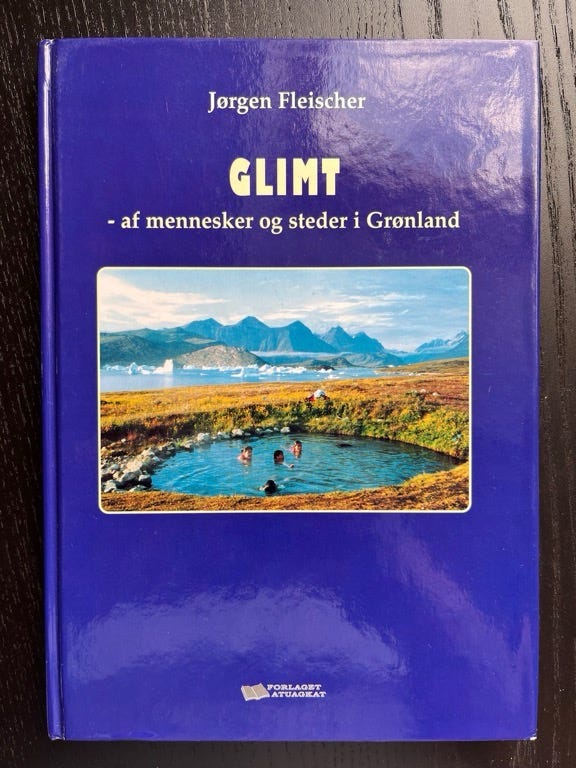 Jørgen Fleischer
GLIMT
- af mennesker og steder i Grønland
FORLAGET
ATUAGKAT